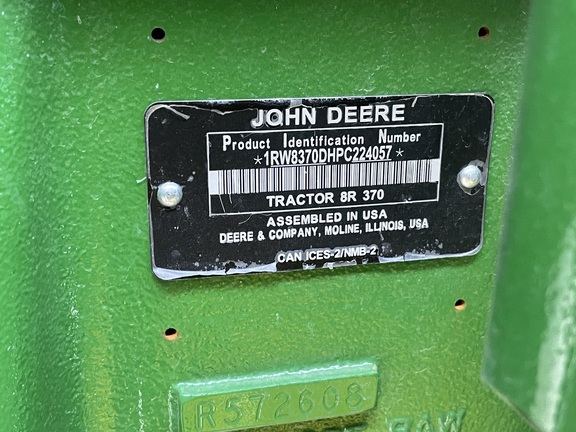 JOHN DEERE
Product Identification Number
*1RW8370DHPC224057*
TRACTOR 8R 370
ASSEMBLED IN USA
DEERE & COMPANY, MOLINE, ILLINOIS, USA
CAN ICES-2/NMB-2
R572608
RAW